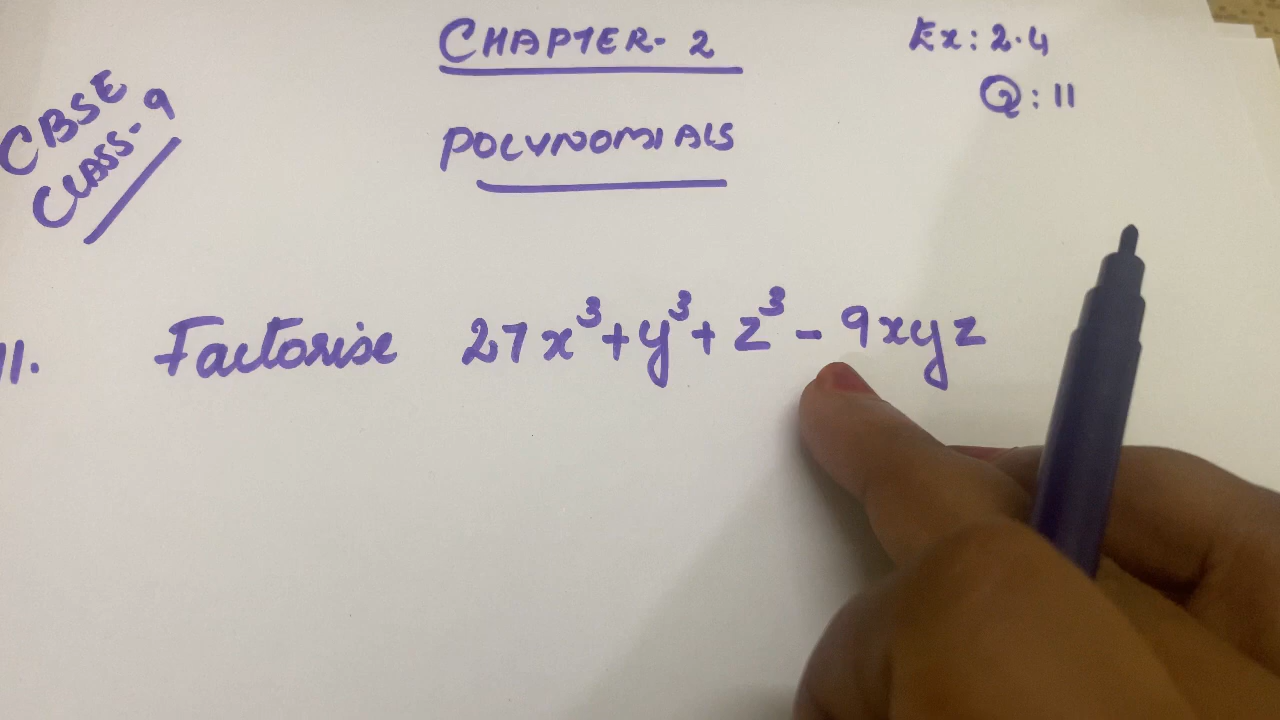 CHAPTER- 2
Ex: 2.4
Q: 11
CBSE
CLASS- 9
POLYNOMIALS
11. Factorise 27x³+y³+z³-9xyz